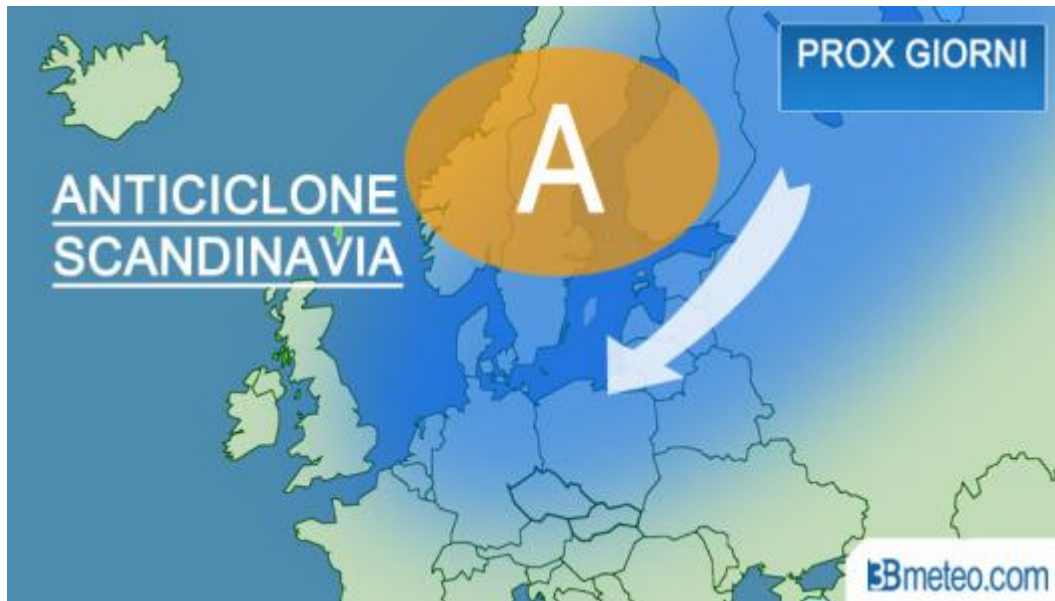 PROX GIORNI
A
ANTICICLONE
SCANDINAVIA
3Bmeteo.com